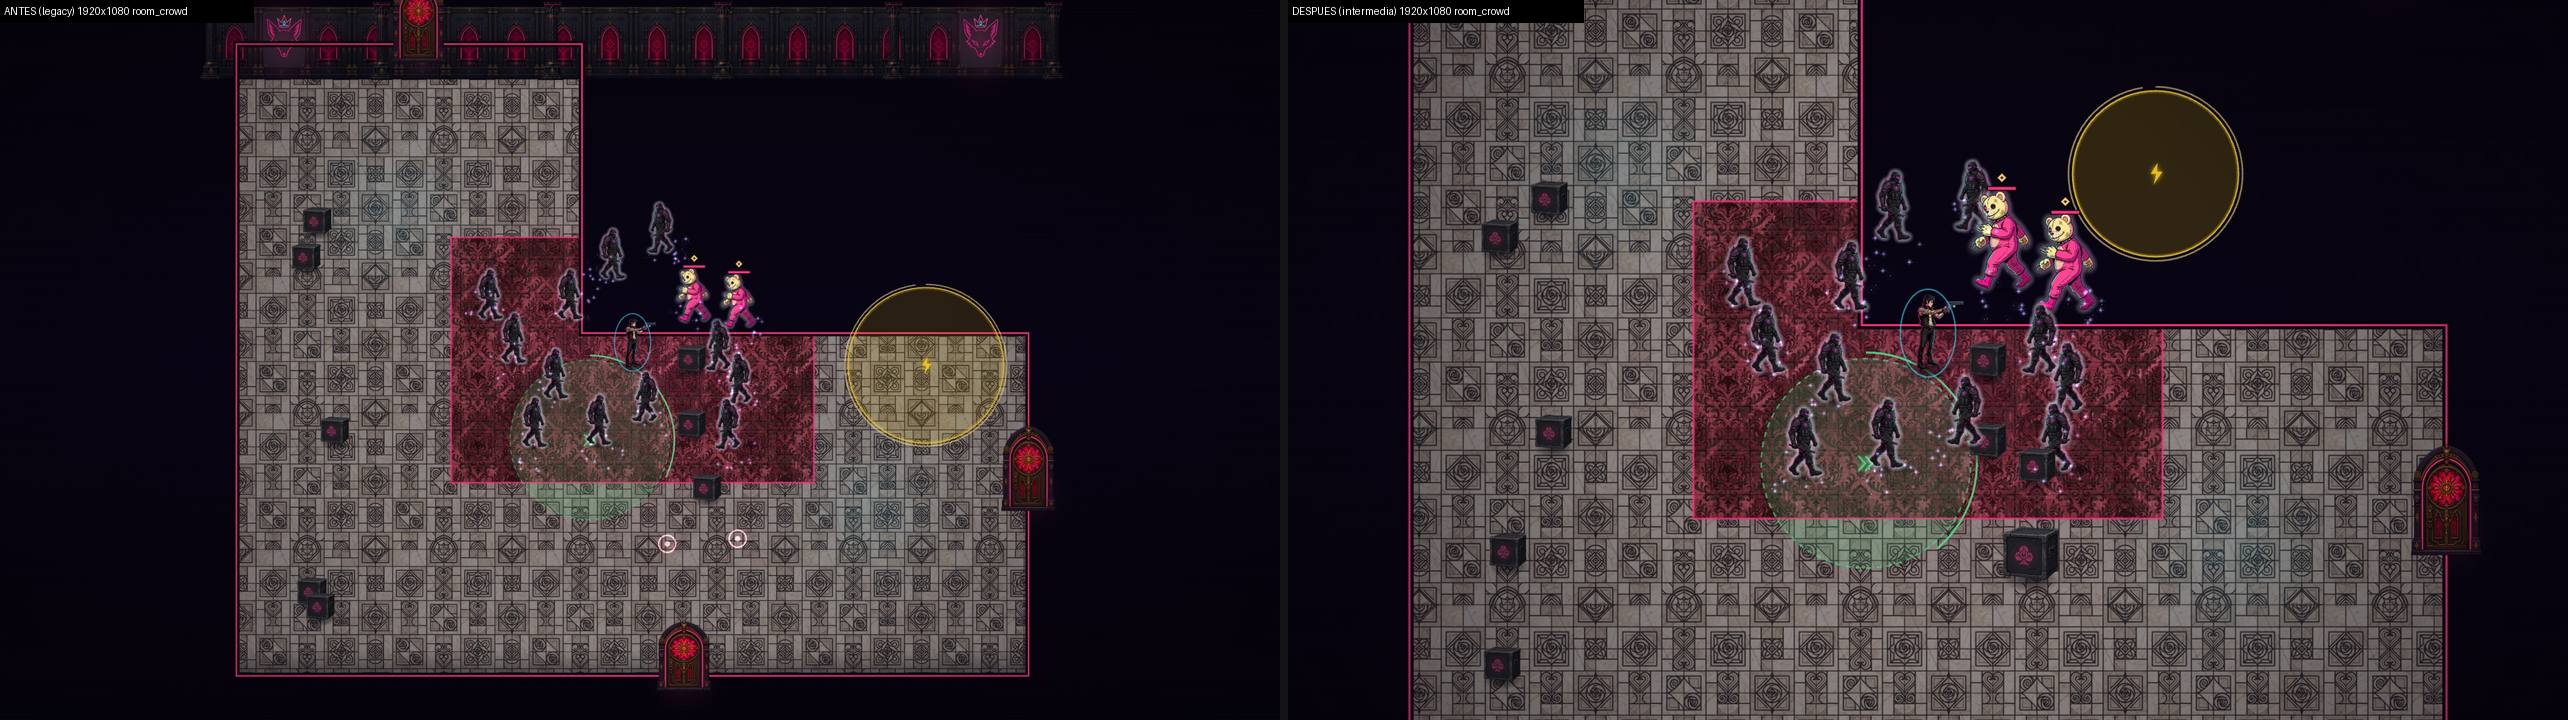 ANTES (legacy) 1920x1080 room_crowd
DESPUES (intermedia) 1920x1080 room_crowd